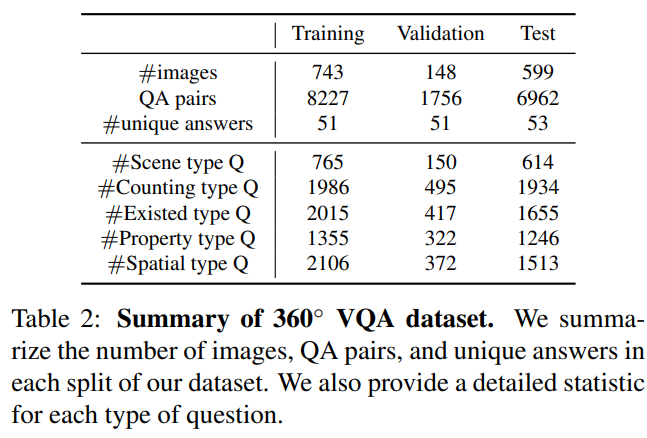 Training Validation Test
#images 743 148 599
QA pairs 8227 1756 6962
#unique answers 51 51 53
#Scene type Q 765 150 614
#Counting type Q 1986 495 1934
#Existed type Q 2015 417 1655
#Property type Q 1355 322 1246
#Spatial type Q 2106 372 1513
Table 2: Summary of 360° VQA dataset. We summa-
rize the number of images, QA pairs, and unique answers in
each split of our dataset. We also provide a detailed statistic
for each type of question.